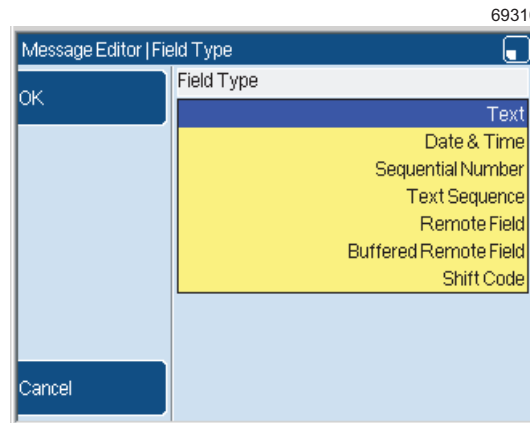 6931
Message Editor | Field Type
OK
Field Type
Text
Date & Time
Sequential Number
Text Sequence
Remote Field
Buffered Remote Field
Shift Code
Cancel